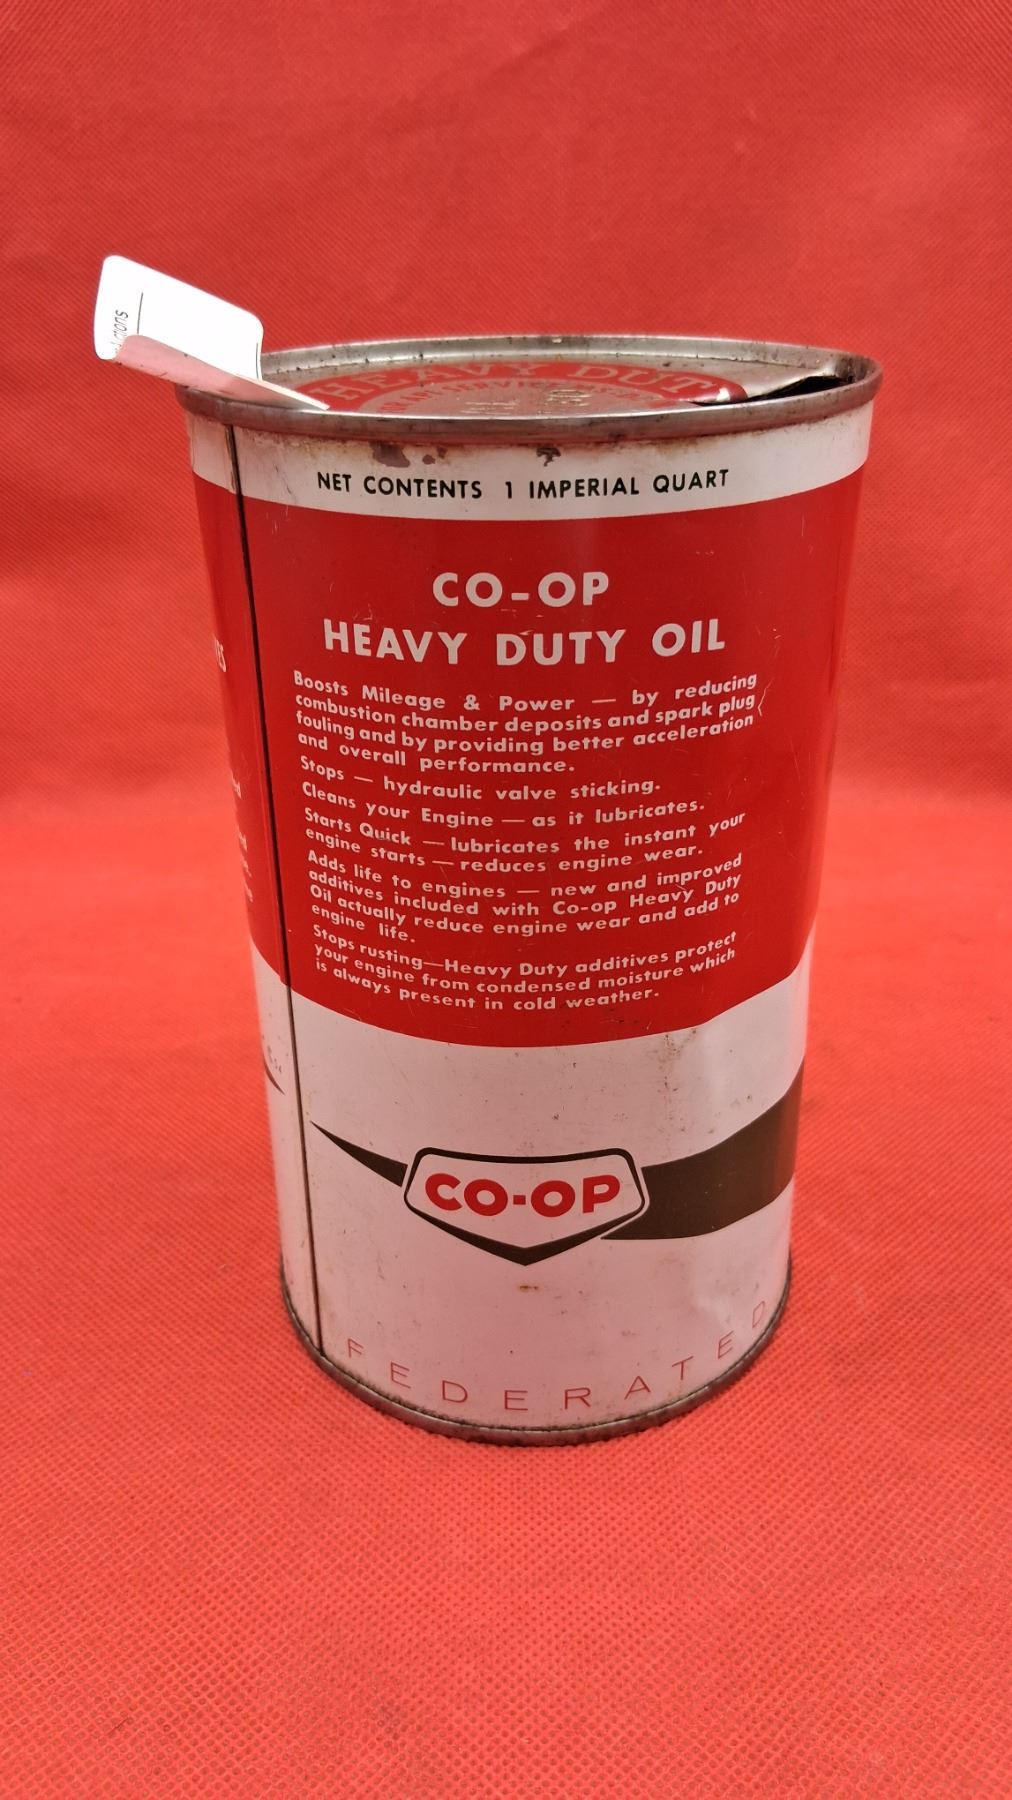 HEAVY DUTY
NET CONTENTS 1 IMPERIAL QUART
CO-OP
HEAVY DUTY OIL
Boosts Mileage & Power — by reducing
combustion chamber deposits and spark plug
fouling and by providing better acceleration
and overall performance.
Stops — hydraulic valve sticking.
Cleans your Engine — as it lubricates.
Starts Quick — lubricates the instant your
engine starts — reduces engine wear.
Adds life to engines — new and improved
additives included with Co-op Heavy Duty
Oil actually reduce engine wear and add to
engine life.
Stops rusting—Heavy Duty additives protect
your engine from condensed moisture which
is always present in cold weather.
CO-OP
FEDERATED